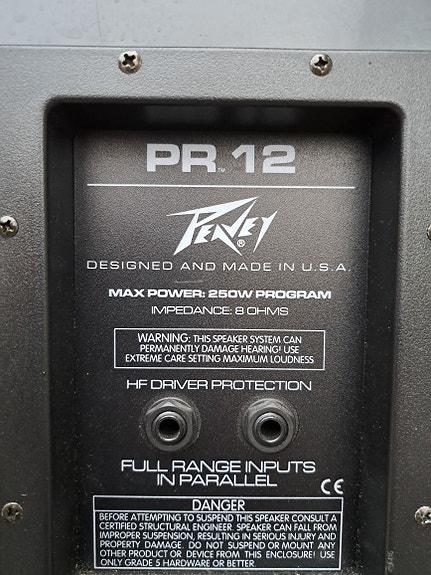 PR™ 12
PEAVEY®
DESIGNED AND MADE IN U.S.A.
MAX POWER: 250W PROGRAM
IMPEDANCE: 8 OHMS
WARNING: THIS SPEAKER SYSTEM CAN
PERMANENTLY DAMAGE HEARING! USE
EXTREME CARE SETTING MAXIMUM LOUDNESS
HF DRIVER PROTECTION
FULL RANGE INPUTS
IN PARALLEL
CE
DANGER
BEFORE ATTEMPTING TO SUSPEND THIS SPEAKER CONSULT A
CERTIFIED STRUCTURAL ENGINEER. SPEAKER CAN FALL FROM
IMPROPER SUSPENSION, RESULTING IN SERIOUS INJURY AND
PROPERTY DAMAGE. DO NOT SUSPEND OR MOUNT ANY
OTHER PRODUCT OR DEVICE FROM THIS ENCLOSURE! USE
ONLY GRADE 5 HARDWARE OR BETTER.